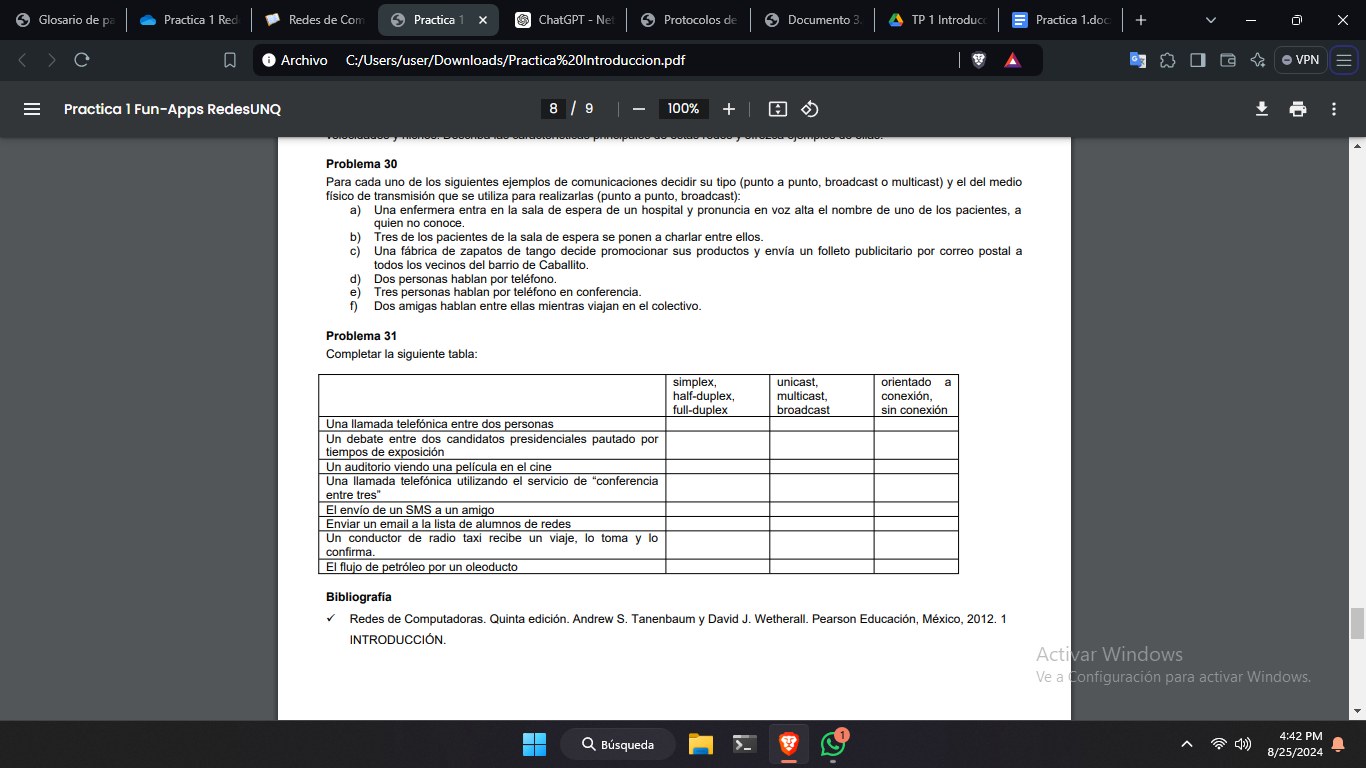 Glosario de pa
Practica 1 Red
Redes de Com
Practica 1
ChatGPT - Net
Protocolos de
Documento 3.
TP 1 Introducc
Practica 1.doc
Archivo C:/Users/user/Downloads/Practica%20Introduccion.pdf
VPN
Practica 1 Fun-Apps RedesUNQ
8 / 9
100%
Problema 30
Para cada uno de los siguientes ejemplos de comunicaciones decidir su tipo (punto a punto, broadcast o multicast) y el del medio
físico de transmisión que se utiliza para realizarlas (punto a punto, broadcast):
a) Una enfermera entra en la sala de espera de un hospital y pronuncia en voz alta el nombre de uno de los pacientes, a
quien no conoce.
b) Tres de los pacientes de la sala de espera se ponen a charlar entre ellos.
c) Una fábrica de zapatos de tango decide promocionar sus productos y envía un folleto publicitario por correo postal a
todos los vecinos del barrio de Caballito.
d) Dos personas hablan por teléfono.
e) Tres personas hablan por teléfono en conferencia.
f) Dos amigas hablan entre ellas mientras viajan en el colectivo.
Problema 31
Completar la siguiente tabla:
simplex,
half-duplex,
full-duplex
unicast,
multicast,
broadcast
orientado a
conexión,
sin conexión
Una llamada telefónica entre dos personas
Un debate entre dos candidatos presidenciales pautado por
tiempos de exposición
Un auditorio viendo una película en el cine
Una llamada telefónica utilizando el servicio de “conferencia
entre tres”
El envío de un SMS a un amigo
Enviar un email a la lista de alumnos de redes
Un conductor de radio taxi recibe un viaje, lo toma y lo
confirma.
El flujo de petróleo por un oleoducto
Bibliografía
✓ Redes de Computadoras. Quinta edición. Andrew S. Tanenbaum y David J. Wetherall. Pearson Educación, México, 2012. 1
INTRODUCCIÓN.
Activar Windows
Ve a Configuración para activar Windows.
Búsqueda
1
4:42 PM
8/25/2024